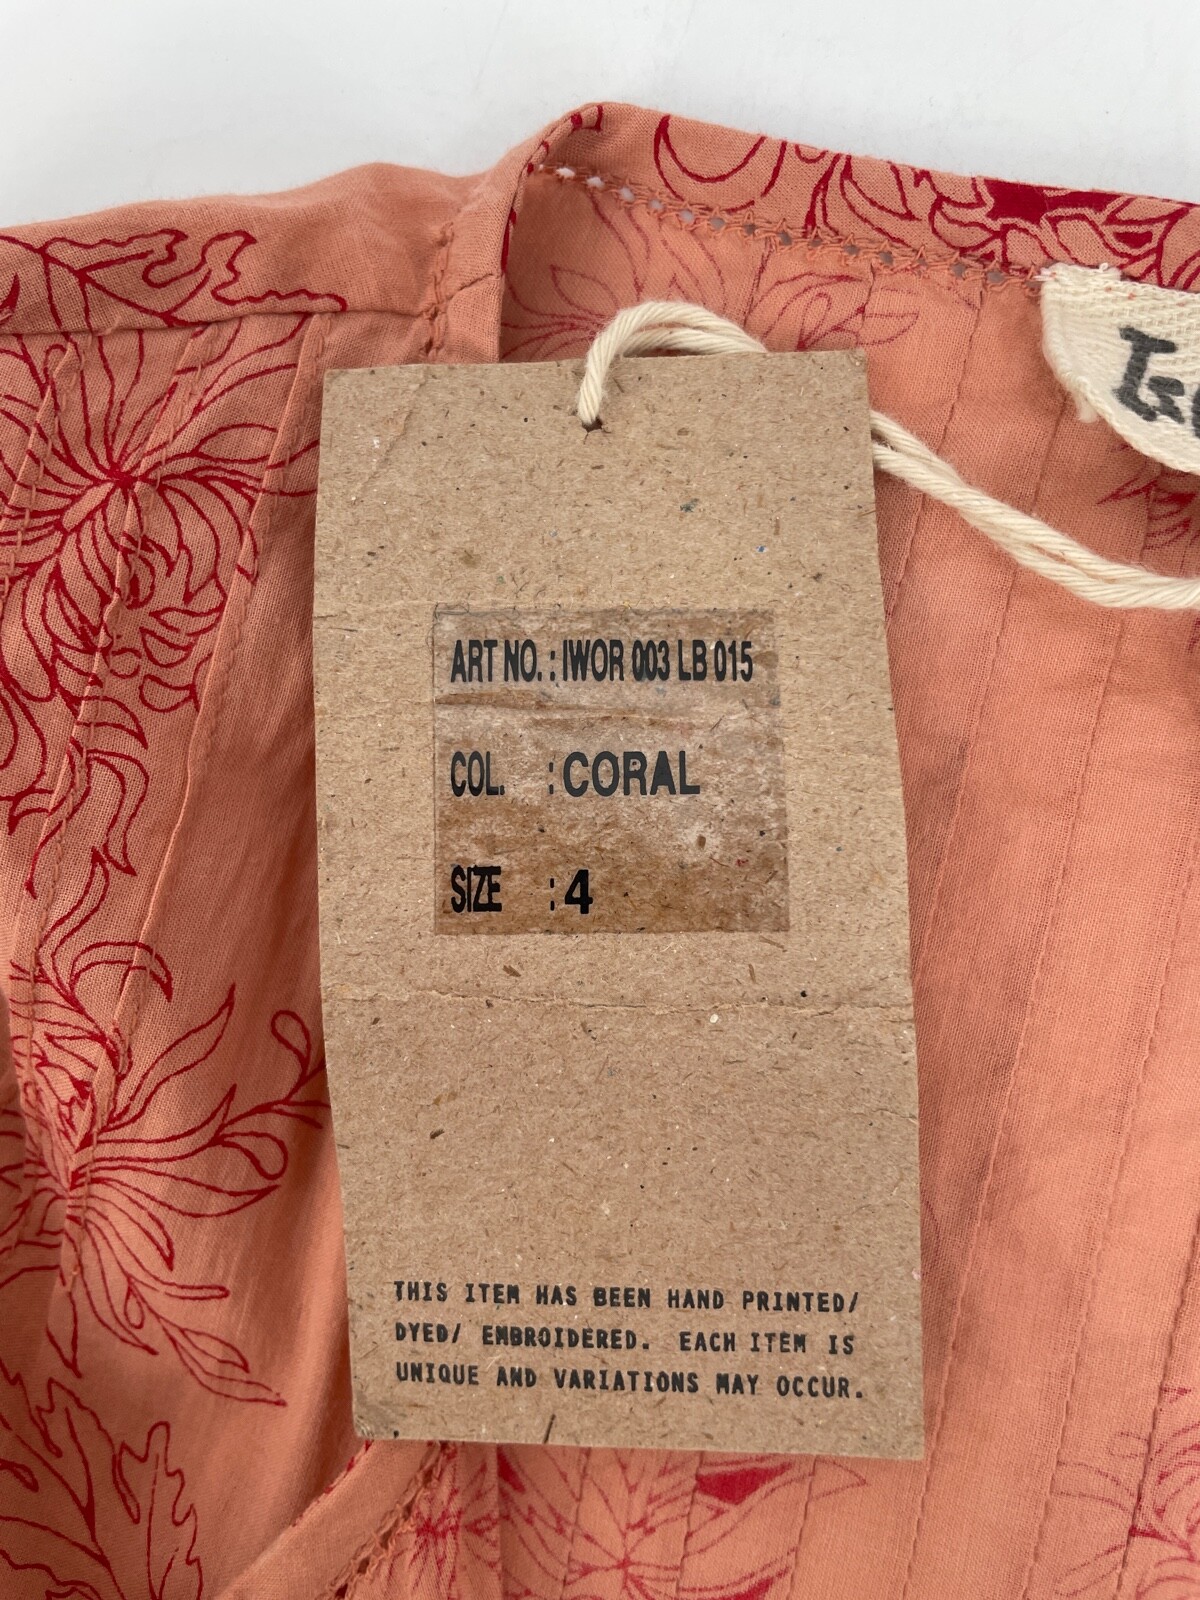 ART NO. : IWOR 003 LB 015
COL. : CORAL
SIZE : 4
THIS ITEM HAS BEEN HAND PRINTED/
DYED/ EMBROIDERED. EACH ITEM IS
UNIQUE AND VARIATIONS MAY OCCUR.